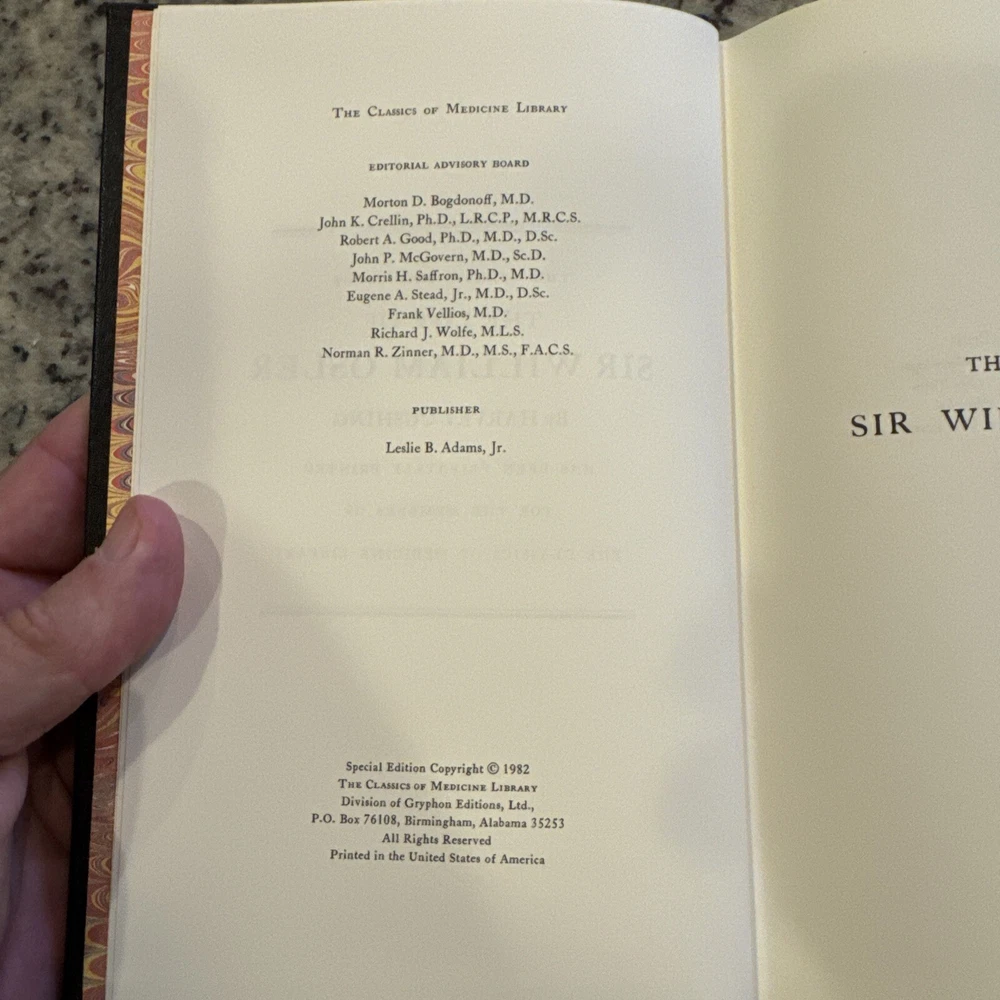 THE CLASSICS OF MEDICINE LIBRARY
EDITORIAL ADVISORY BOARD
Morton D. Bogdonoff, M.D.
John K. Crellin, Ph.D., L.R.C.P., M.R.C.S.
Robert A. Good, Ph.D., M.D., D.Sc.
John P. McGovern, M.D., Sc.D.
Morris H. Saffron, Ph.D., M.D.
Eugene A. Stead, Jr., M.D., D.Sc.
Frank Vellios, M.D.
Richard J. Wolfe, M.L.S.
Norman R. Zinner, M.D., M.S., F.A.C.S.
PUBLISHER
Leslie B. Adams, Jr.
Special Edition Copyright © 1982
THE CLASSICS OF MEDICINE LIBRARY
Division of Gryphon Editions, Ltd.,
P.O. Box 76108, Birmingham, Alabama 35253
All Rights Reserved
Printed in the United States of America
TH
SIR WI